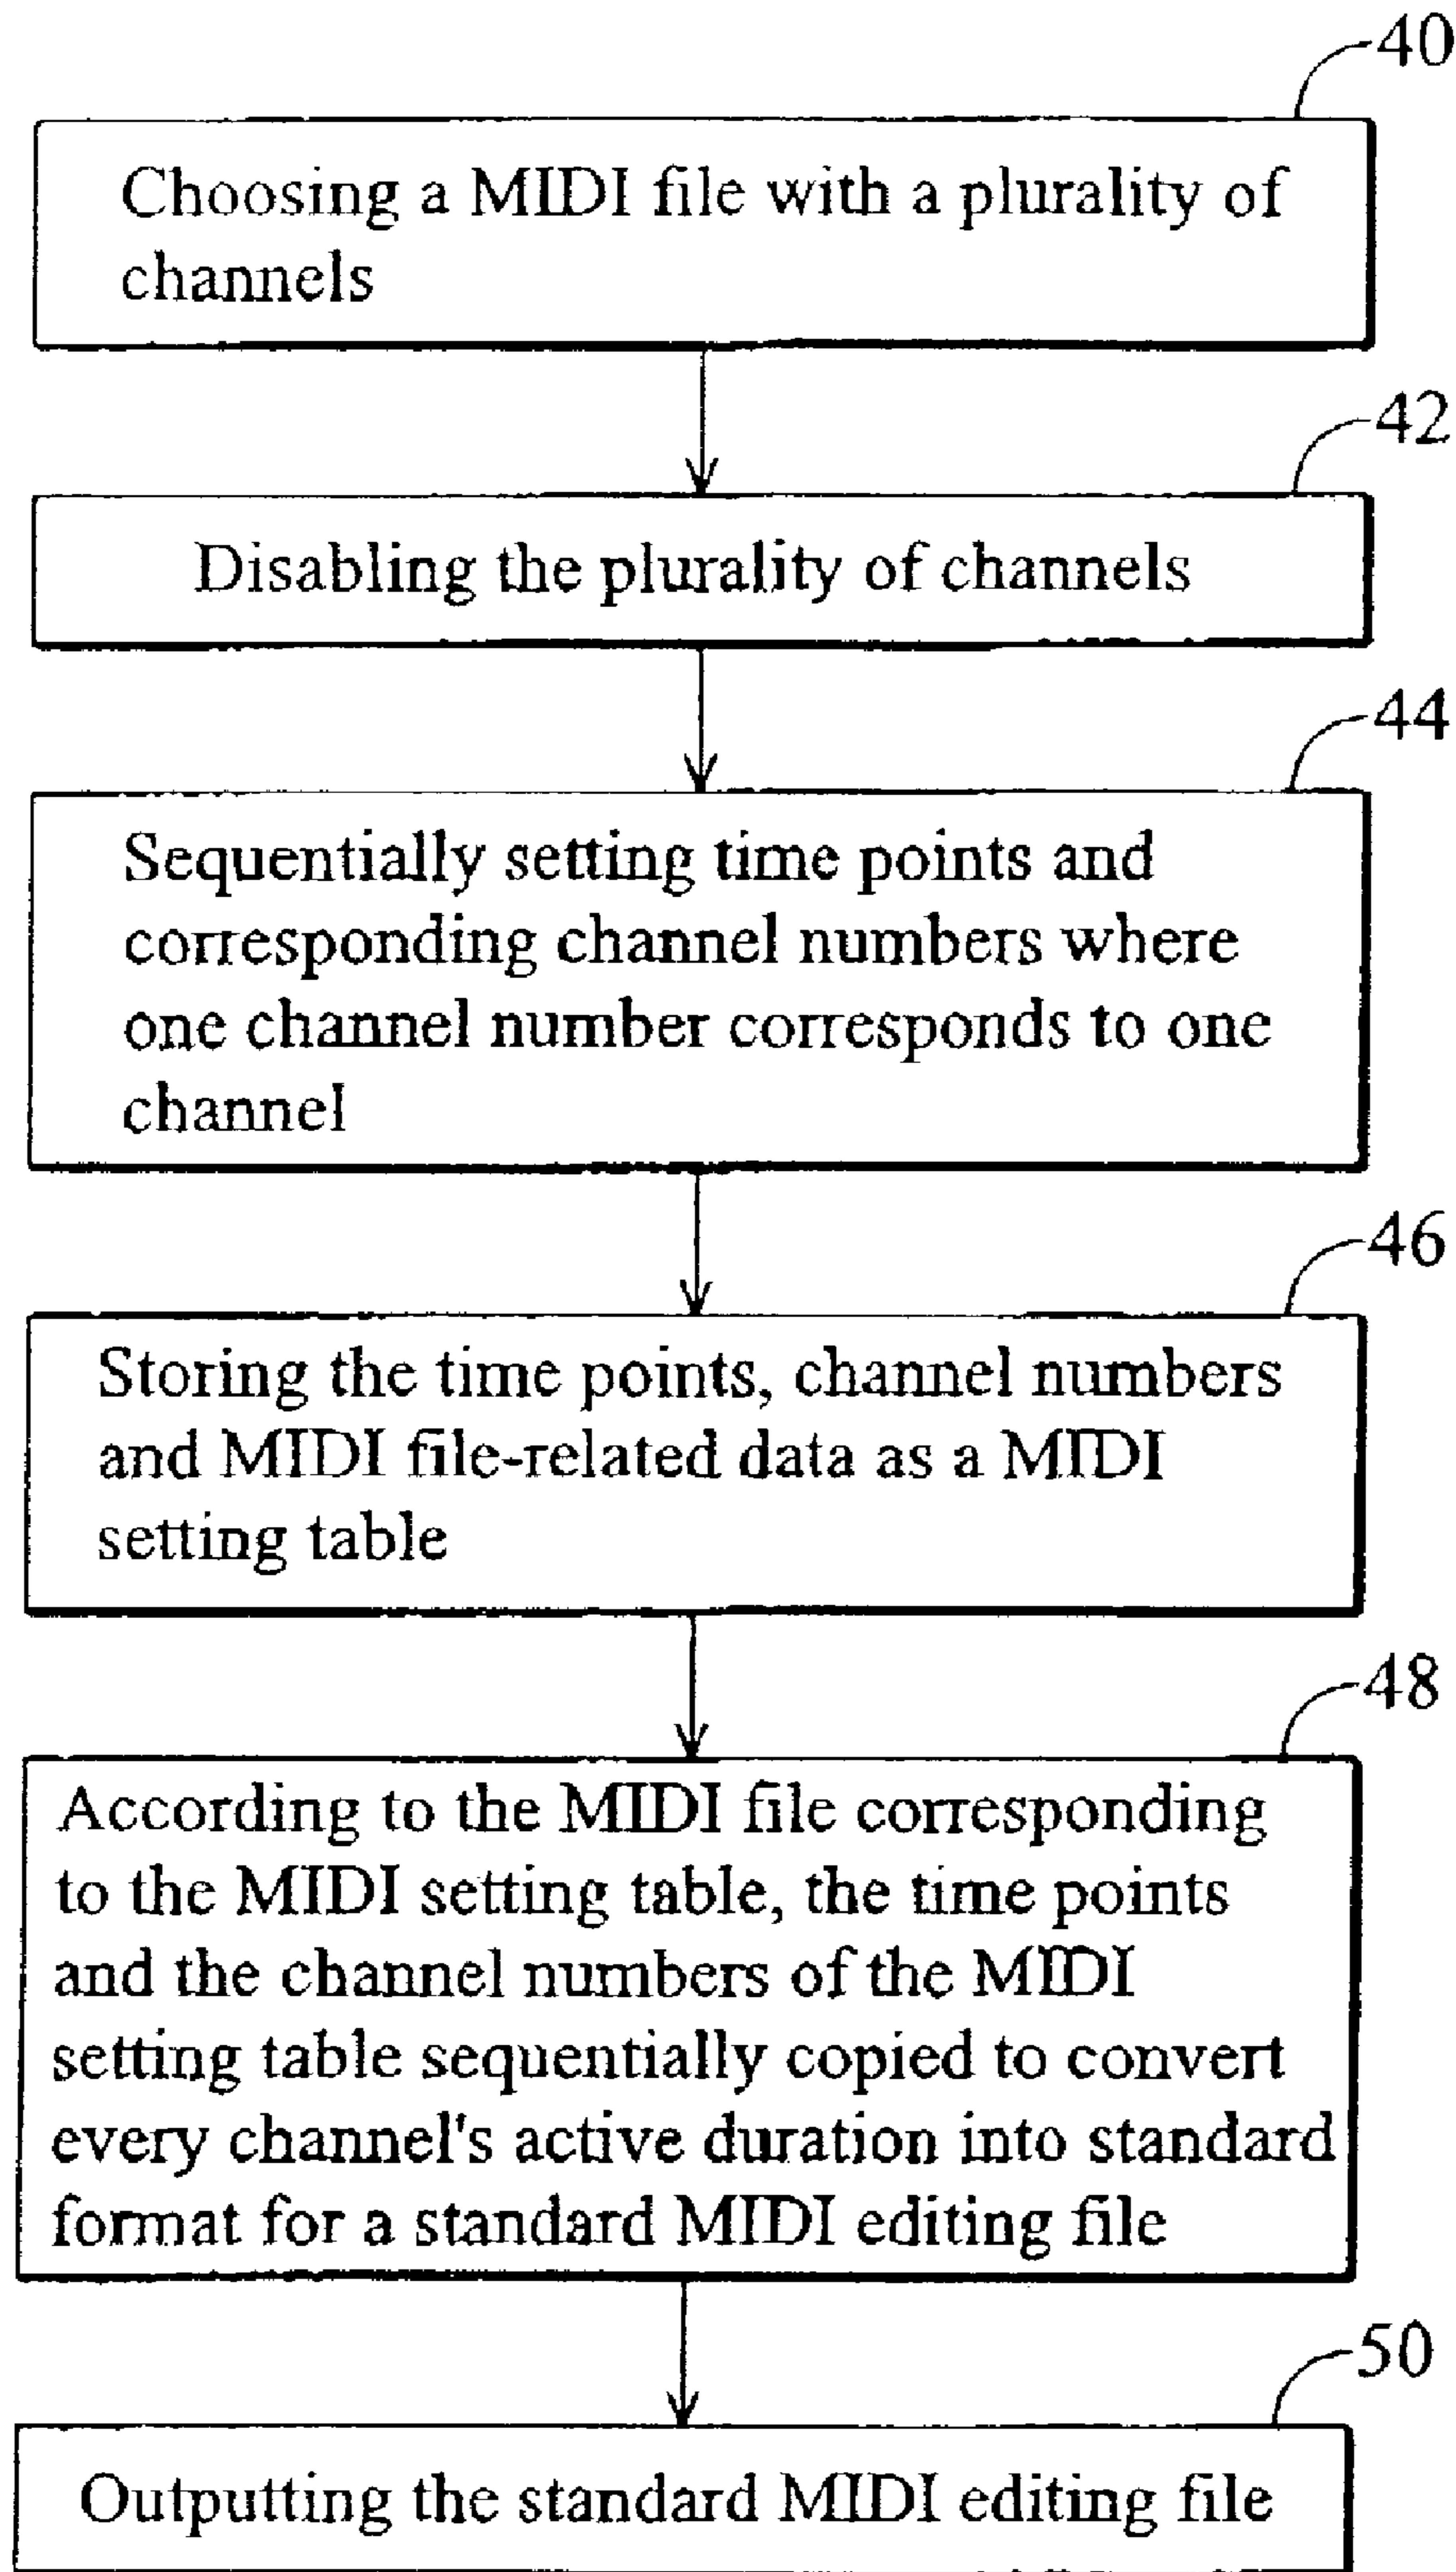 40
Choosing a MIDI file with a plurality of
channels
42
Disabling the plurality of channels
44
Sequentially setting time points and
corresponding channel numbers where
one channel number corresponds to one
channel
46
Storing the time points, channel numbers
and MIDI file-related data as a MIDI
setting table
48
According to the MIDI file corresponding
to the MIDI setting table, the time points
and the channel numbers of the MIDI
setting table sequentially copied to convert
every channel's active duration into standard
format for a standard MIDI editing file
50
Outputting the standard MIDI editing file